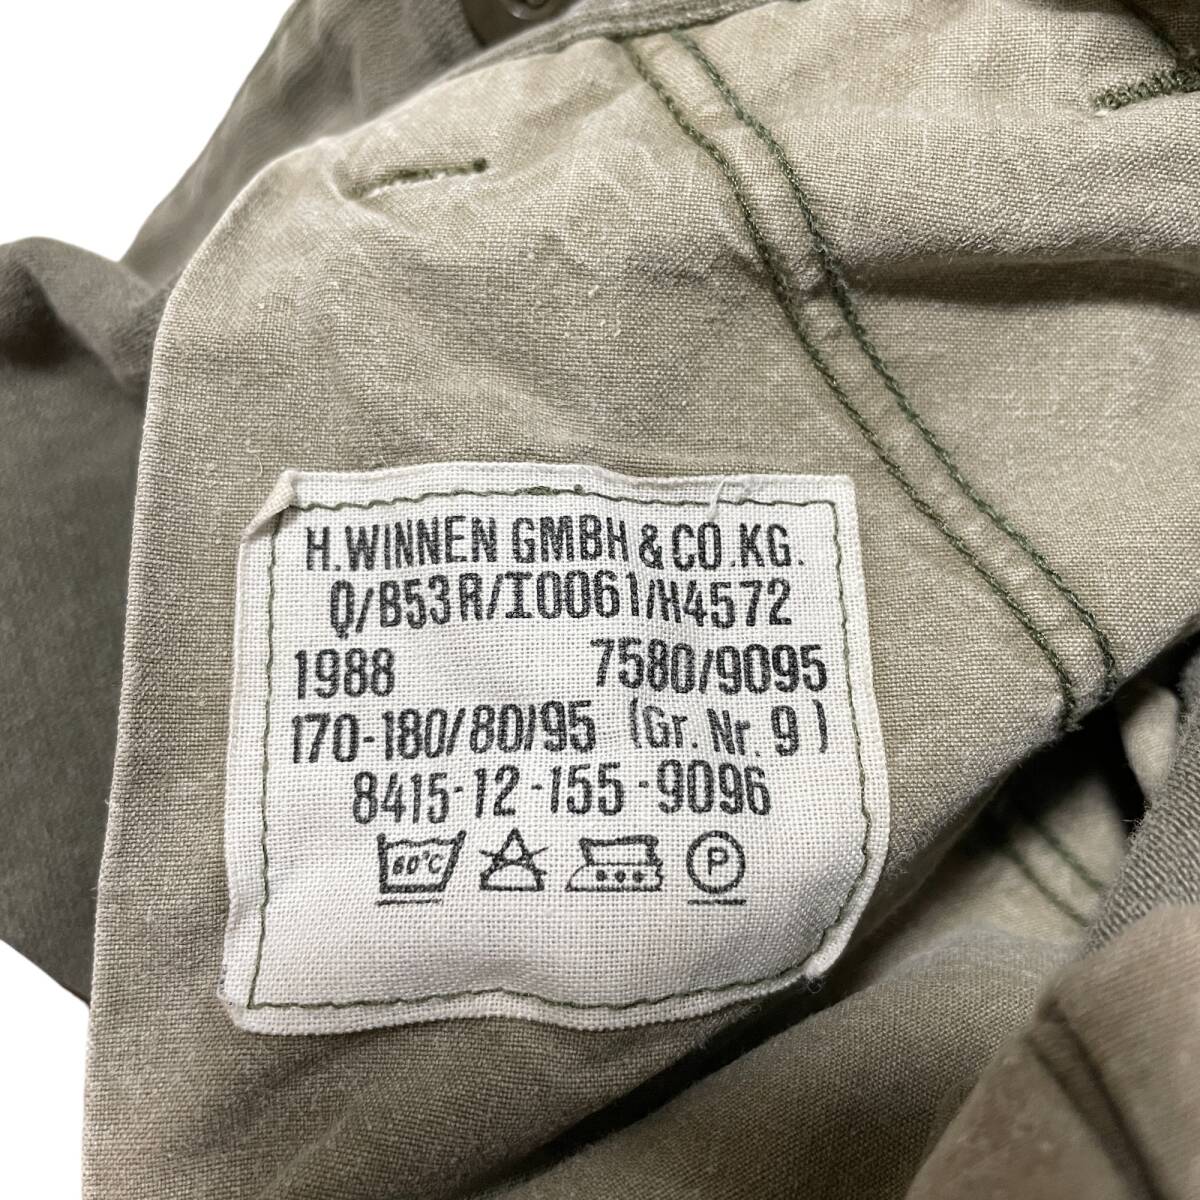 H.WINNEN GMBH & CO.KG.
Q/B53R/I0061/H4572
1988 7580/9095
170-180/80/95 (Gr. Nr. 9)
8415-12-155-9096
60°C P